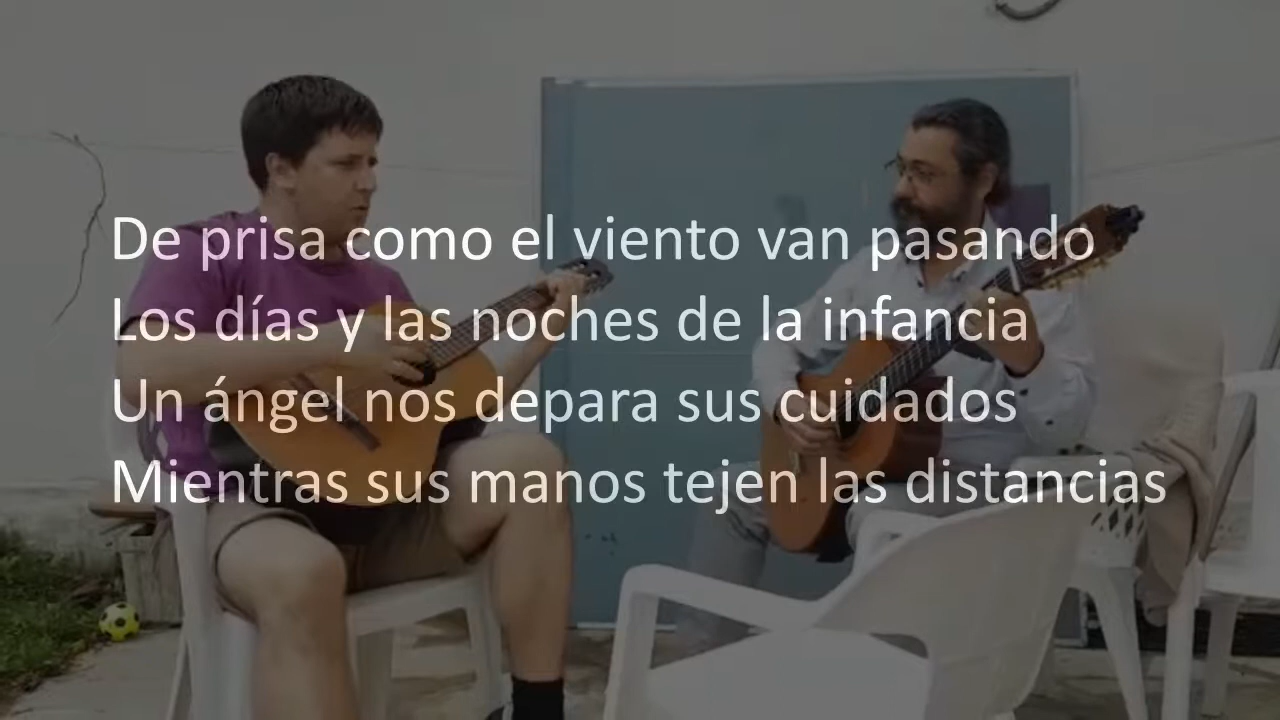 De prisa como el viento van pasando
Los días y las noches de la infancia
Un ángel nos depara sus cuidados
Mientras sus manos tejen las distancias